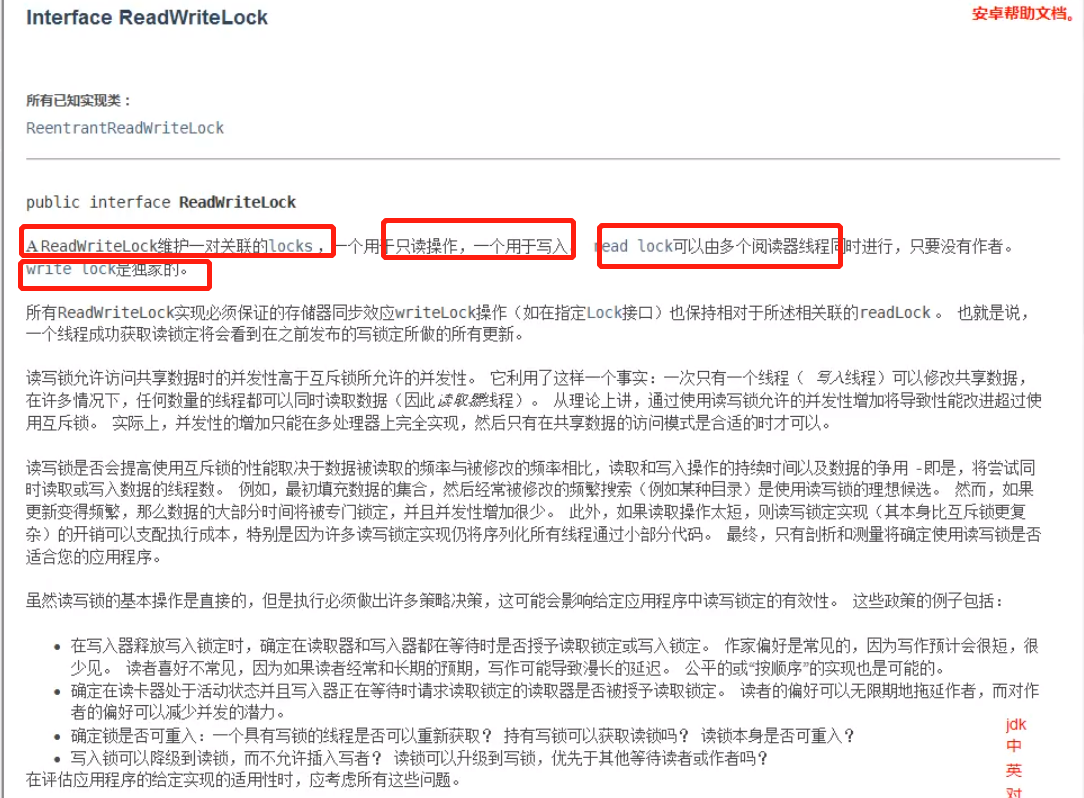 Interface ReadWriteLock
安卓帮助文档。
所有已知实现类：
ReentrantReadWriteLock
public interface ReadWriteLock
A ReadWriteLock维护一对关联的locks ，一个用于只读操作，一个用于写入。 read lock可以由多个阅读器线程同时进行，只要没有作者。
write lock是独家的。
所有ReadWriteLock实现必须保证的存储器同步效应writeLock操作（如在指定Lock接口）也保持相对于所述相关联的readLock 。 也就是说，
一个线程成功获取读锁定将会看到在之前发布的写锁定所做的所有更新。
读写锁允许访问共享数据时的并发性高于互斥锁所允许的并发性。 它利用了这样一个事实：一次只有一个线程（ 写入线程）可以修改共享数据，
在许多情况下，任何数量的线程都可以同时读取数据（因此读取器线程）。 从理论上讲，通过使用读写锁允许的并发性增加将导致性能改进超过使
用互斥锁。 实际上，并发性的增加只能在多处理器上完全实现，然后只有在共享数据的访问模式是合适的时才可以。
读写锁是否会提高使用互斥锁的性能取决于数据被读取的频率与被修改的频率相比，读取和写入操作的持续时间以及数据的争用 -即是，将尝试同
时读取或写入数据的线程数。 例如，最初填充数据的集合，然后经常被修改的频繁搜索（例如某种目录）是使用读写锁的理想候选。 然而，如果
更新变得频繁，那么数据的大部分时间将被专门锁定，并且并发性增加很少。 此外，如果读取操作太短，则读写锁定实现（其本身比互斥锁更复
杂）的开销可以支配执行成本，特别是因为许多读写锁定实现仍将序列化所有线程通过小部分代码。 最终，只有剖析和测量将确定使用读写锁是否
适合您的应用程序。
虽然读写锁的基本操作是直接的，但是执行必须做出许多策略决策，这可能会影响给定应用程序中读写锁定的有效性。 这些政策的例子包括：
• 在写入器释放写入锁定时，确定在读取器和写入器都在等待时是否授予读取锁定或写入锁定。 作家偏好是常见的，因为写作预计会很短，很
少见。 读者喜好不常见，因为如果读者经常和长期的预期，写作可能导致漫长的延迟。 公平的或“按顺序”的实现也是可能的。
• 确定在读卡器处于活动状态并且写入器正在等待时请求读取锁定的读取器是否被授予读取锁定。 读者的偏好可以无限期地拖延作者，而对作
者的偏好可以减少并发的潜力。
• 确定锁是否可重入：一个具有写锁的线程是否可以重新获取？ 持有写锁可以获取读锁吗？ 读锁本身是否可重入？
• 写入锁可以降级到读锁，而不允许插入写者？ 读锁可以升级到写锁，优先于其他等待读者或作者吗？
在评估应用程序的给定实现的适用性时，应考虑所有这些问题。
jdk
中
英
对